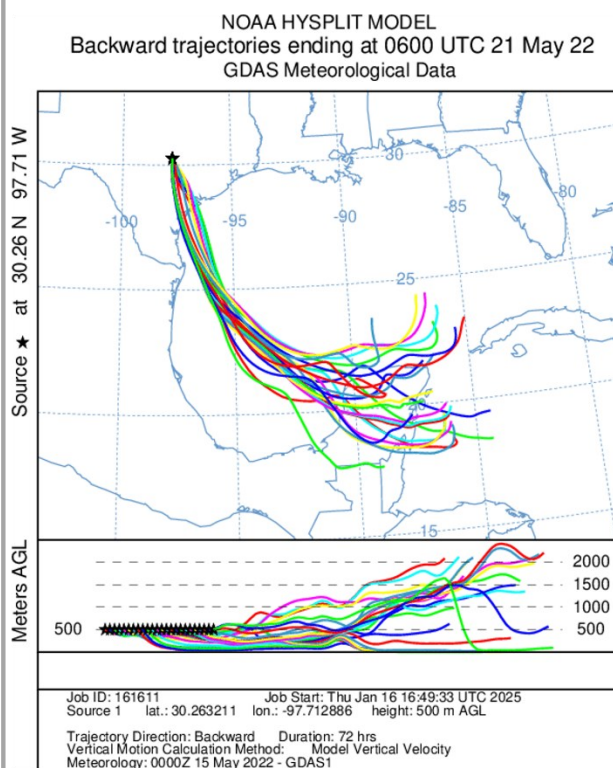 NOAA HYSPLIT MODEL
Backward trajectories ending at 0600 UTC 21 May 22
GDAS Meteorological Data
Source ★ at 30.26 N 97.71 W
30
-80
-100
-95
-90
-85
25
15
Meters AGL
2000
1500
1000
500
500
Job ID: 161611 Job Start: Thu Jan 16 16:49:33 UTC 2025
Source 1 lat.: 30.263211 lon.: -97.712886 height: 500 m AGL
Trajectory Direction: Backward Duration: 72 hrs
Vertical Motion Calculation Method: Model Vertical Velocity
Meteorology: 0000Z 15 May 2022 - GDAS1